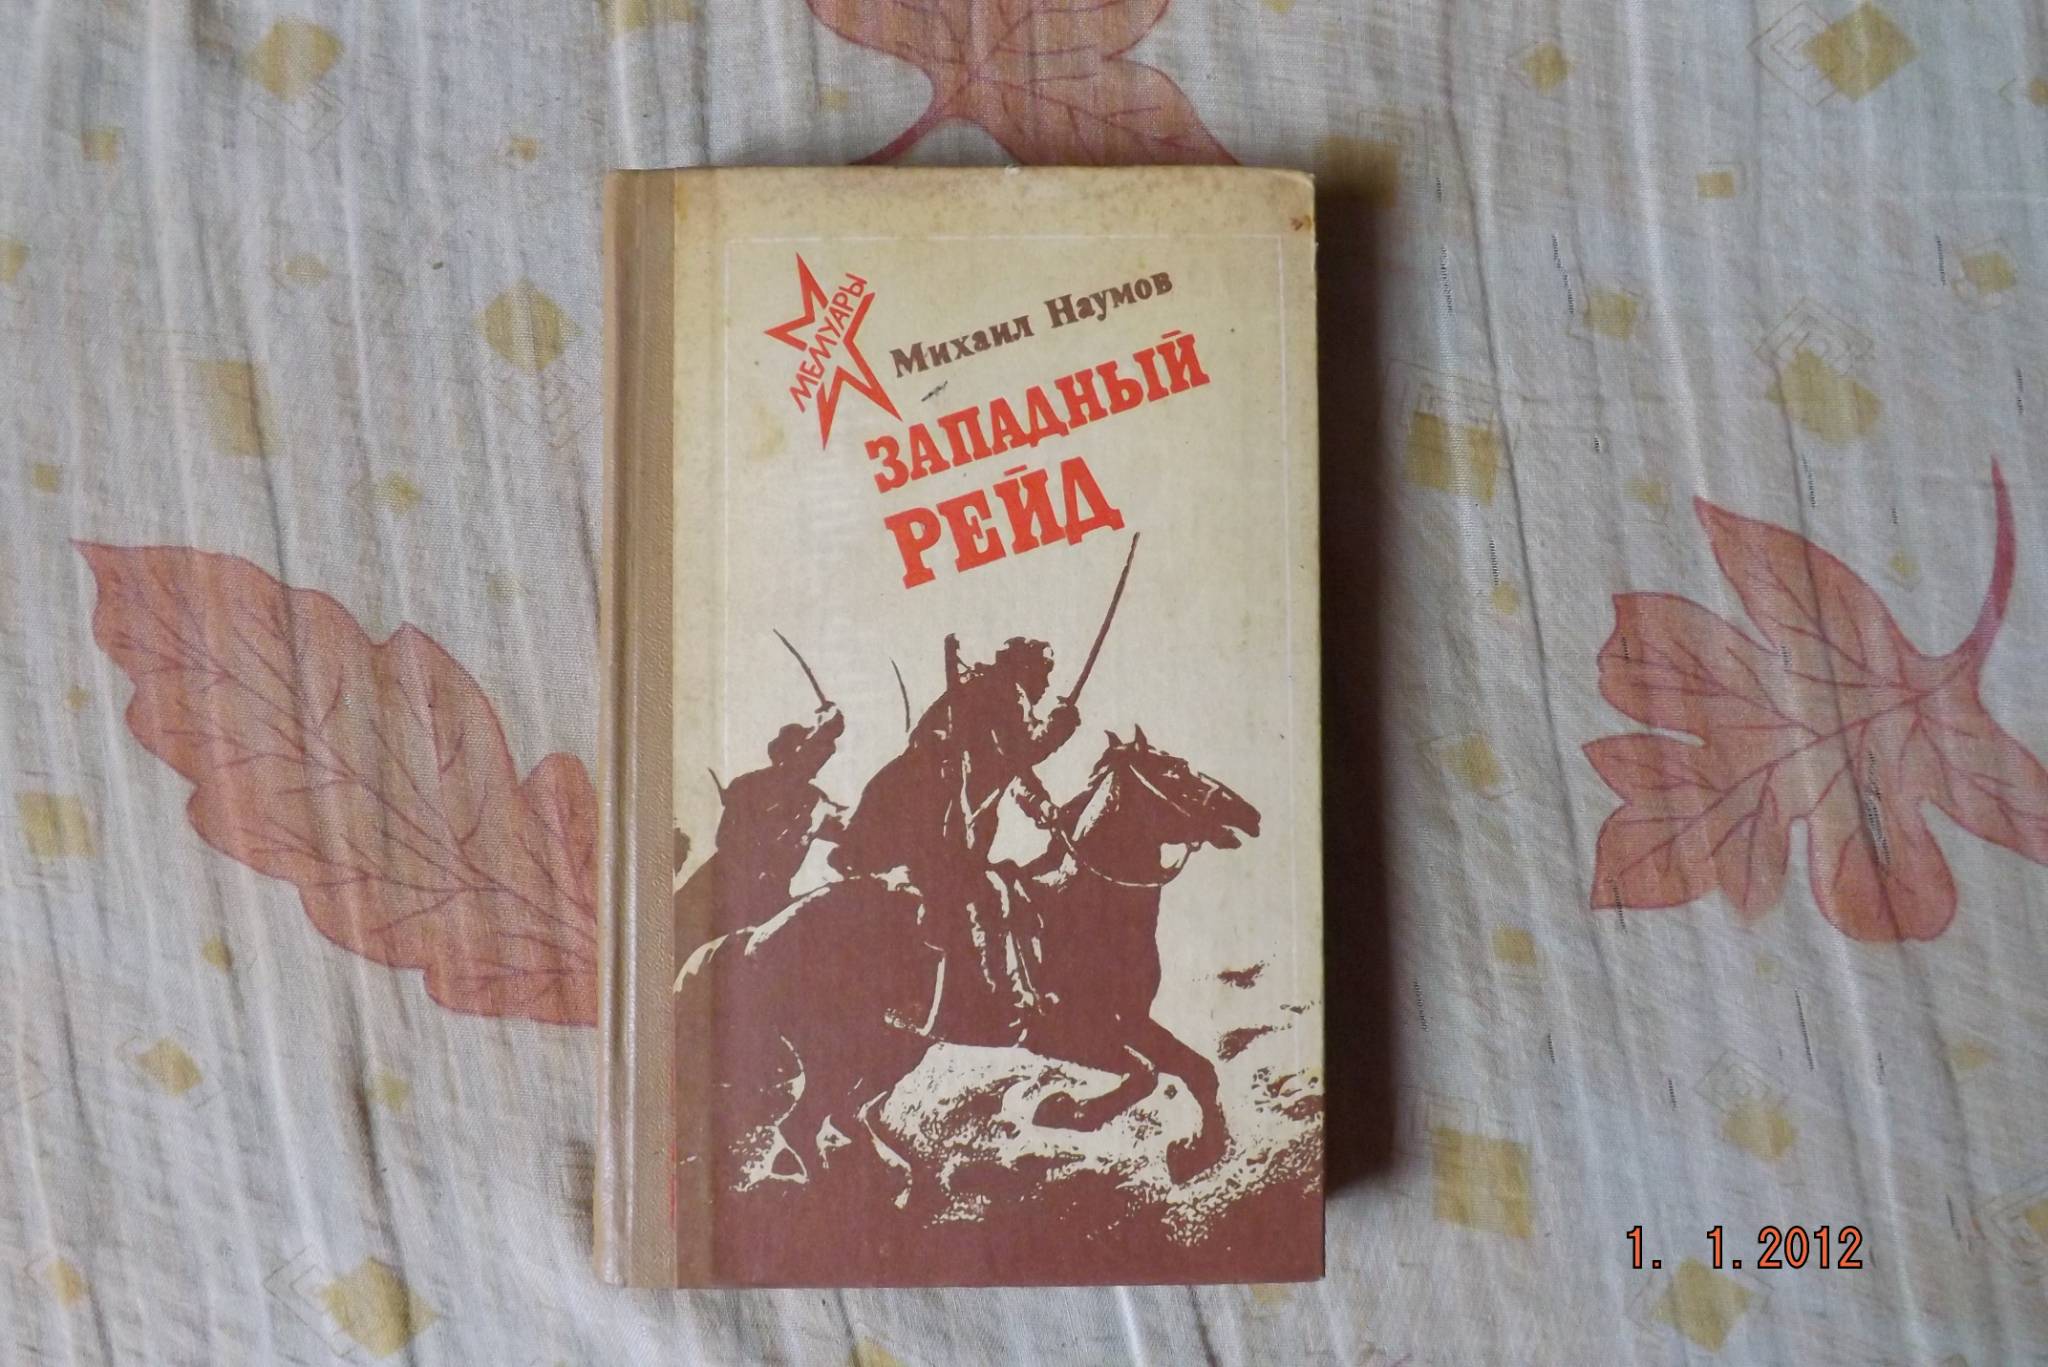 МЕМУАРЫ
Михаил Наумов
ЗАПАДНЫЙ
РЕЙД
1. 1.2012